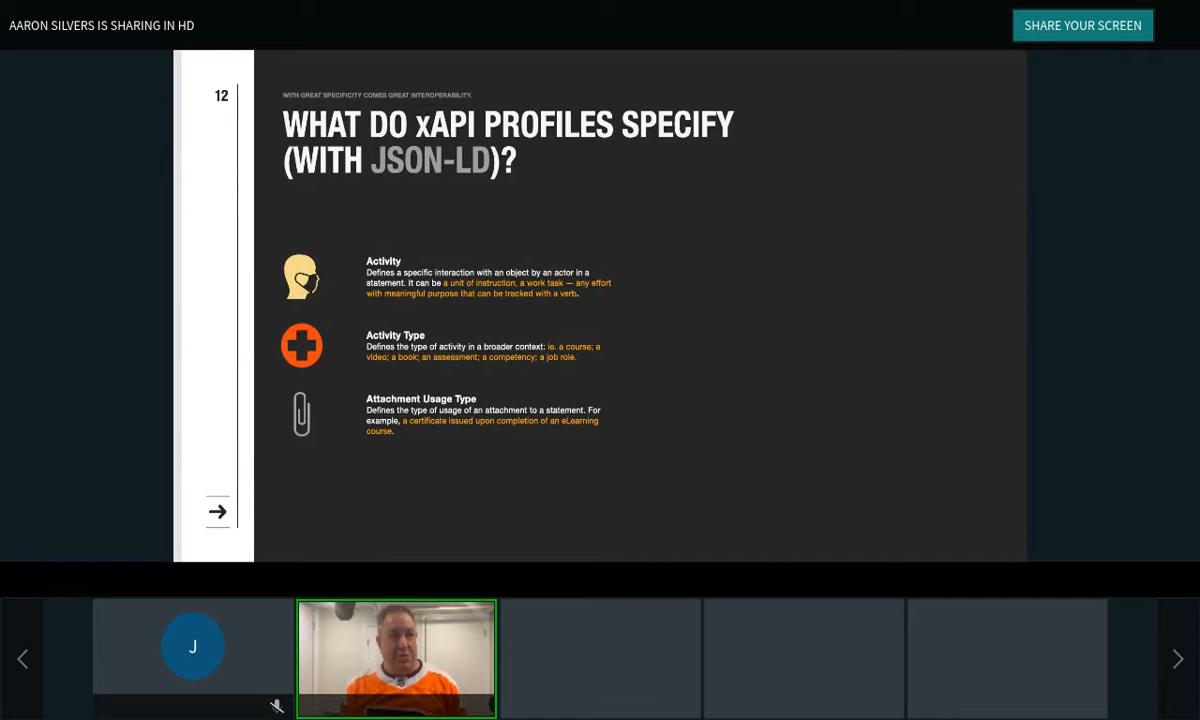 AARON SILVERS IS SHARING IN HD
SHARE YOUR SCREEN
12
WITH GREAT SPECIFICITY COMES GREAT INTEROPERABILITY.
WHAT DO xAPI PROFILES SPECIFY
(WITH JSON-LD)?
Activity
Defines a specific interaction with an object by an actor in a
statement. It can be a unit of instruction, a work task — any effort
with meaningful purpose that can be tracked with a verb.
Activity Type
Defines the type of activity in a broader context: ie. a course; a
video; a book; an assessment; a competency; a job role.
Attachment Usage Type
Defines the type of usage of an attachment to a statement. For
example, a certificate issued upon completion of an eLearning
course.
J